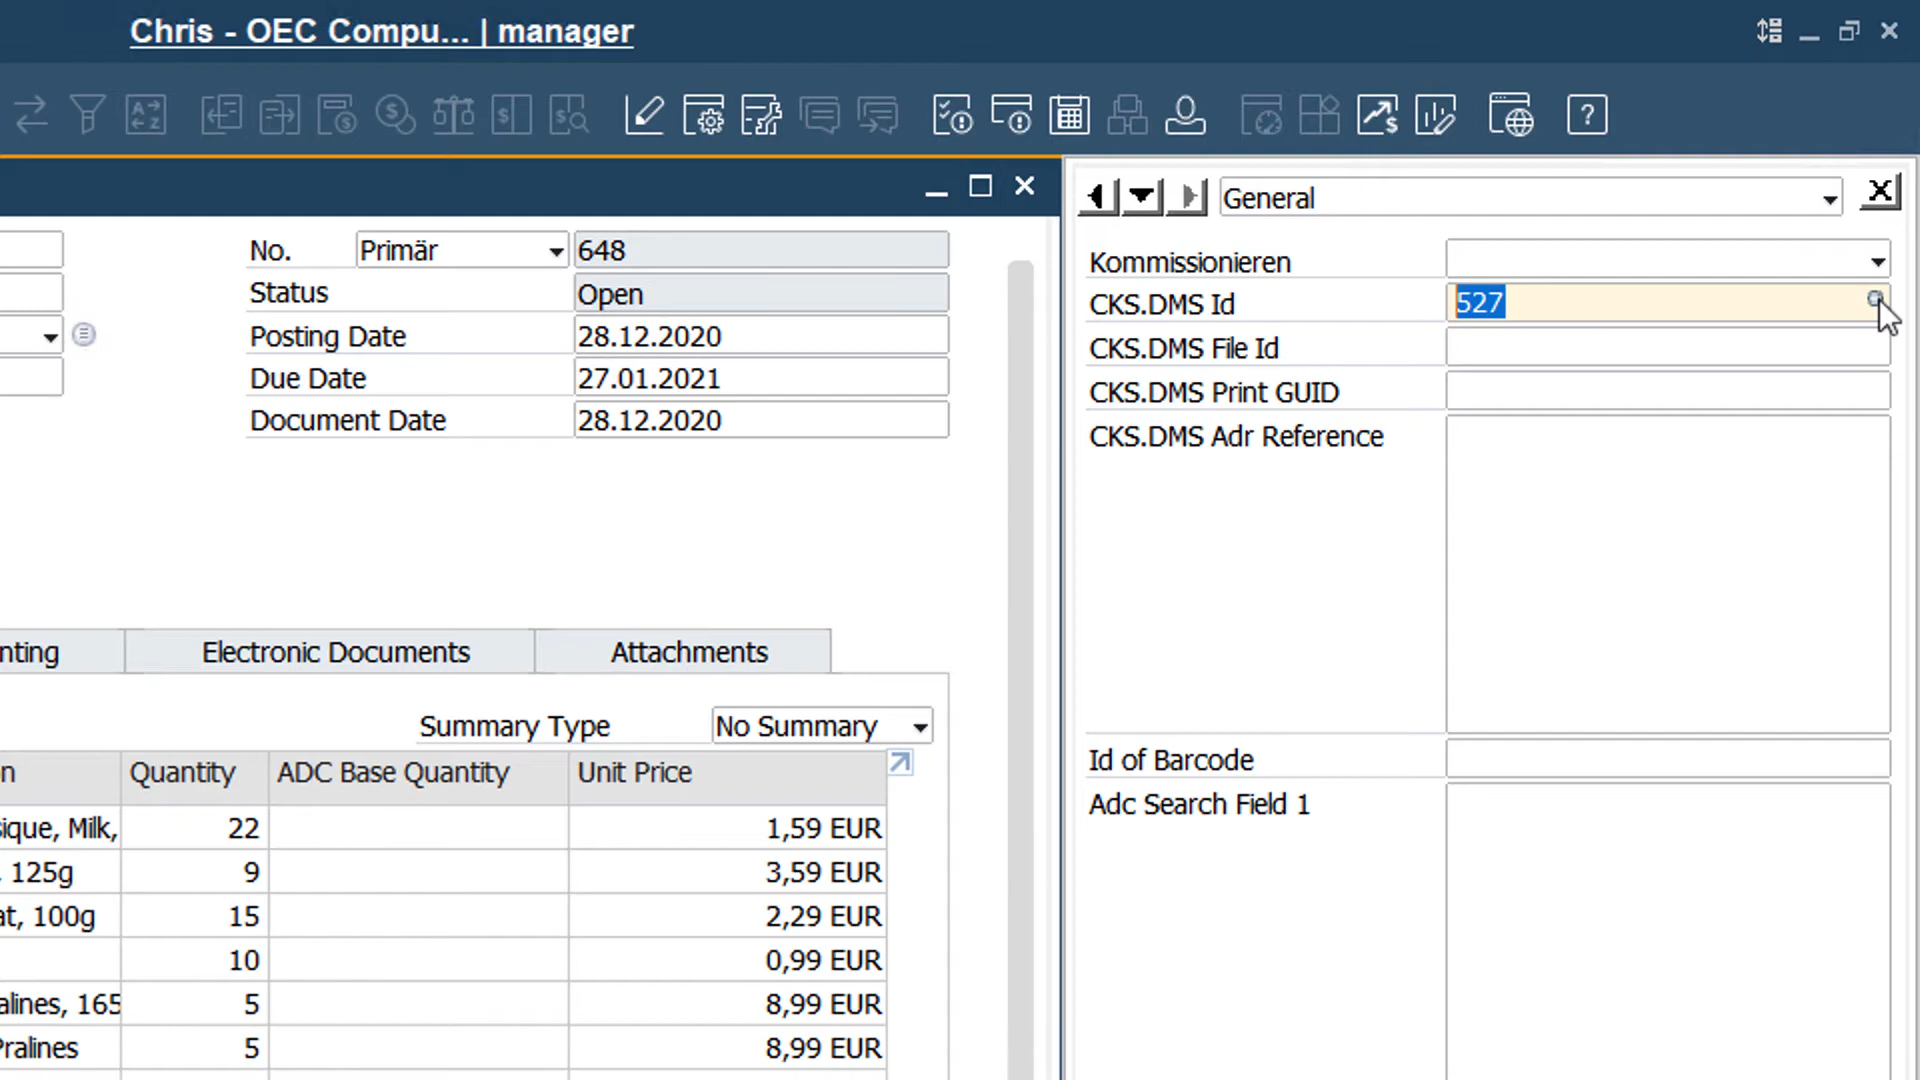 Chris - OEC Compu... | manager
General
No. Primär 648
Status Open
Posting Date 28.12.2020
Due Date 27.01.2021
Document Date 28.12.2020
Kommissionieren
CKS.DMS Id 527
CKS.DMS File Id
CKS.DMS Print GUID
CKS.DMS Adr Reference
Id of Barcode
Adc Search Field 1
nting Electronic Documents Attachments
Summary Type No Summary
n Quantity ADC Base Quantity Unit Price
sique, Milk, 22 1,59 EUR
, 125g 9 3,59 EUR
at, 100g 15 2,29 EUR
10 0,99 EUR
alines, 165 5 8,99 EUR
Pralines 5 8,99 EUR